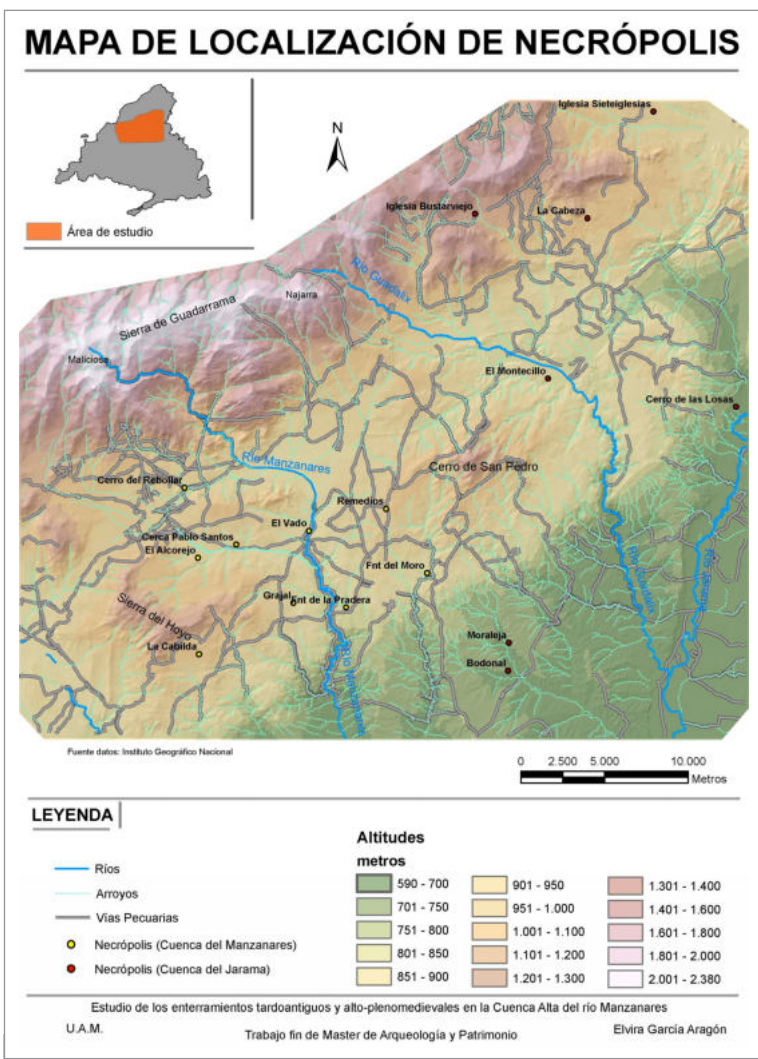 MAPA DE LOCALIZACIÓN DE NECRÓPOLIS
N
Área de estudio
Iglesia Sieteiglesias
Iglesia Bustarviejo
La Cabeza
Río Guadalix
Najarra
Sierra de Guadarrama
Maliciosa
El Montecillo
Cerro de las Losas
Río Manzanares
Cerro de San Pedro
Cerro del Rebollar
Remedios
El Vado
Cerca Pablo Santos
El Alcorejo
Fnt del Moro
Río Guadalix
Río Jarama
Grajal
Fnt de la Pradera
Sierra del Hoyo
Moraleja
La Cabilda
Bodonal
Río Manzanares
Fuente datos: Instituto Geográfico Nacional
0 2.500 5.000 10.000
Metros
LEYENDA
Ríos
Arroyos
Vías Pecuarias
Necrópolis (Cuenca del Manzanares)
Necrópolis (Cuenca del Jarama)
Altitudes
metros
590 - 700
701 - 750
751 - 800
801 - 850
851 - 900
901 - 950
951 - 1.000
1.001 - 1.100
1.101 - 1.200
1.201 - 1.300
1.301 - 1.400
1.401 - 1.600
1.601 - 1.800
1.801 - 2.000
2.001 - 2.380
Estudio de los enterramientos tardoantiguos y alto-plenomedievales en la Cuenca Alta del río Manzanares
U.A.M.
Trabajo fin de Master de Arqueología y Patrimonio
Elvira García Aragón